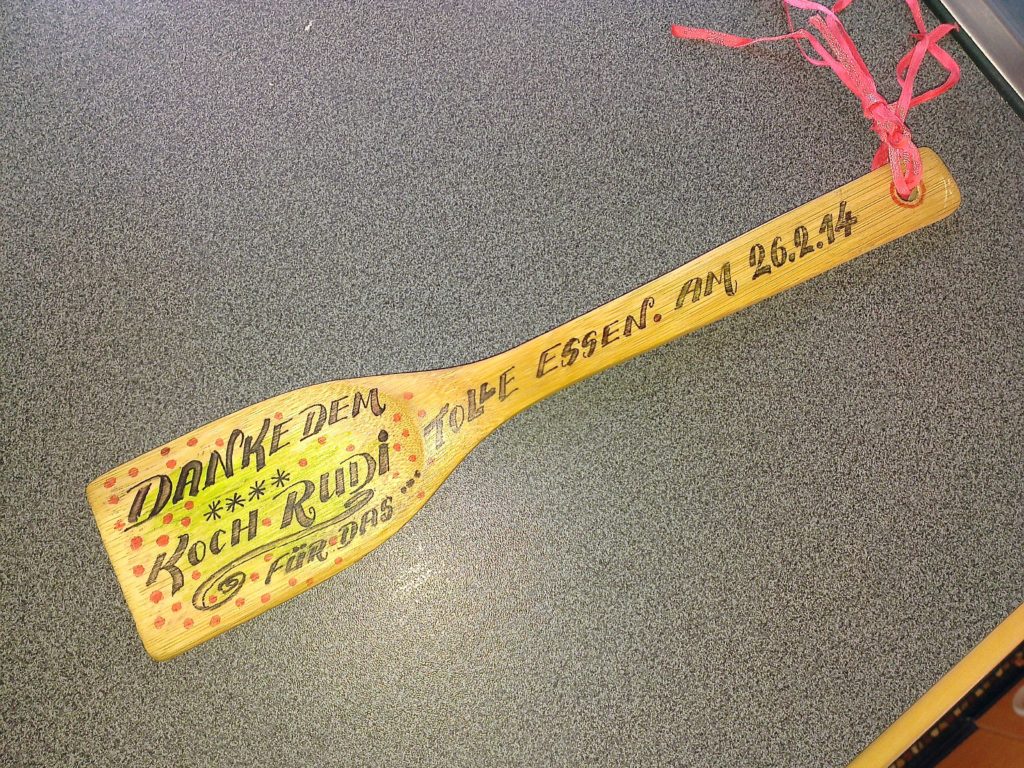 DANKE DEM
****
KOCH RUDi
FÜR DAS...
TOLLE ESSEN. AM 26.2.14